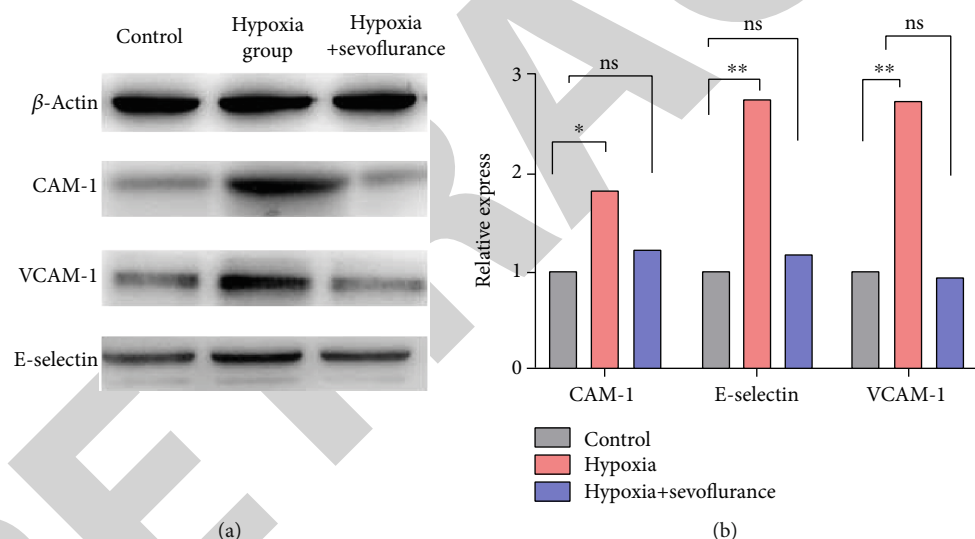 Control
Hypoxia
group
Hypoxia
+sevoflurance
β-Actin
CAM-1
VCAM-1
E-selectin
(a)
Relative express
3
2
1
0
*
ns
**
ns
**
ns
CAM-1
E-selectin
VCAM-1
Control
Hypoxia
Hypoxia+sevoflurance
(b)